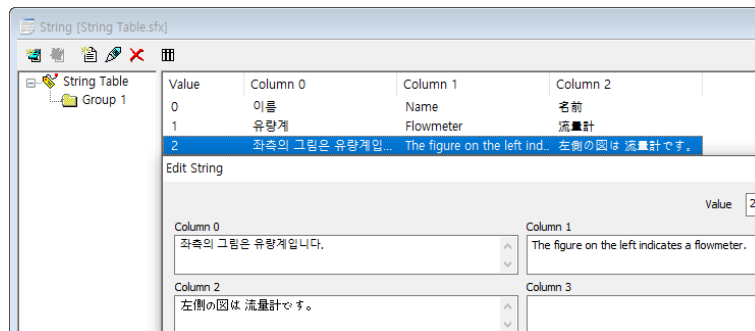 String [String Table.sfx]
String Table
Group 1
Value Column 0 Column 1 Column 2
0 이름 Name 名前
1 유량계 Flowmeter 流量計
2 좌측의 그림은 유량계입... The figure on the left ind.. 左側の図は 流量計です。
Edit String
Value 2
Column 0 Column 1
좌측의 그림은 유량계입니다. The figure on the left indicates a flowmeter.
Column 2 Column 3
左側の図は 流量計です。